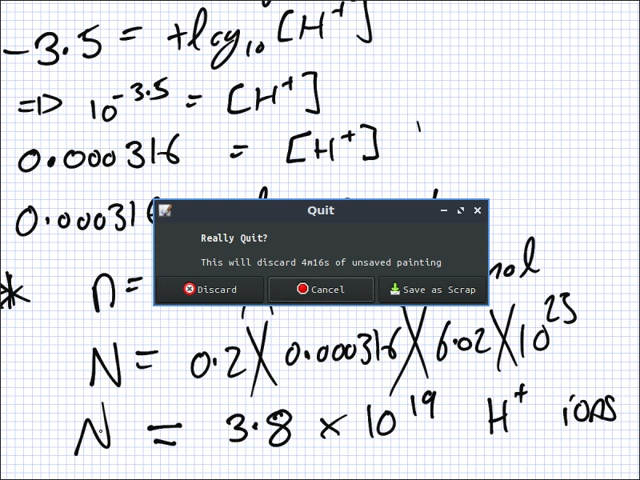 -3.5 = +log10 [H+]
=> 10^-3.5 = [H+]
0.000316 = [H+]
0.000316
Quit
Really Quit?
This will discard 4m16s of unsaved painting
Discard Cancel Save as Scrap
* n = mol
N = 0.2 X 0.000316 X 6.02 X 10^23
N = 3.8 x 10^19 H+ ions